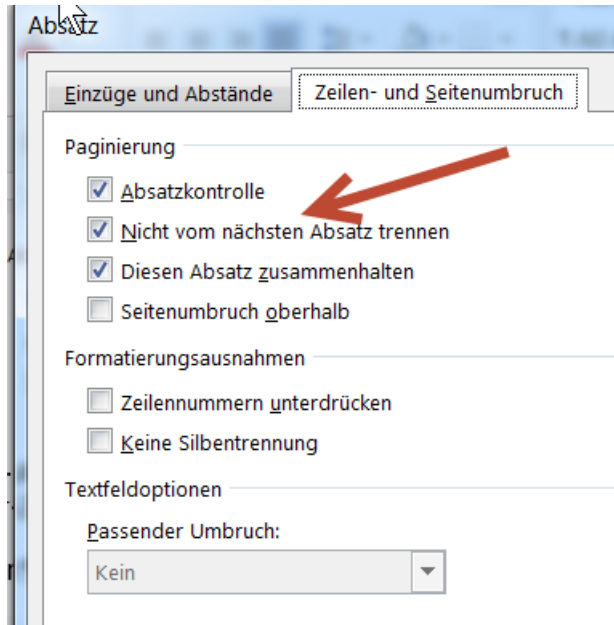 Absatz
Einzüge und Abstände
Zeilen- und Seitenumbruch
Paginierung
Absatzkontrolle
Nicht vom nächsten Absatz trennen
Diesen Absatz zusammenhalten
Seitenumbruch oberhalb
Formatierungsausnahmen
Zeilennummern unterdrücken
Keine Silbentrennung
Textfeldoptionen
Passender Umbruch:
Kein